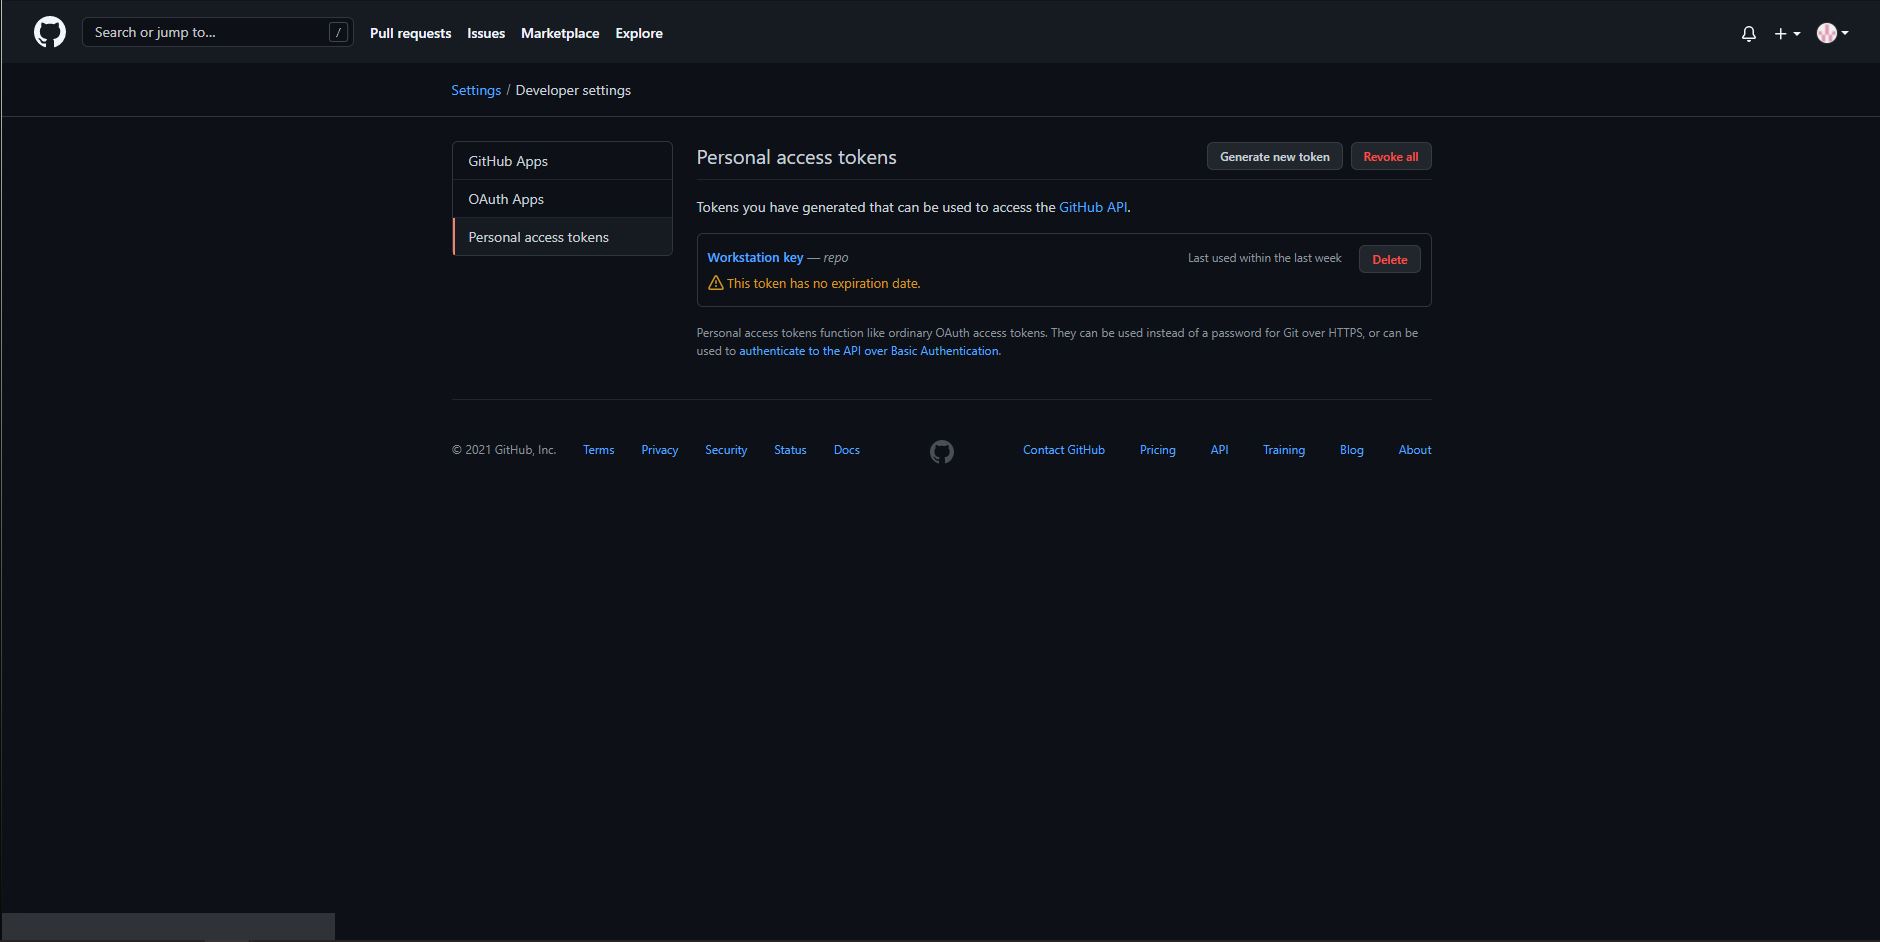 Search or jump to... /
Pull requests Issues Marketplace Explore
Settings / Developer settings
GitHub Apps
OAuth Apps
Personal access tokens
Personal access tokens
Generate new token Revoke all
Tokens you have generated that can be used to access the GitHub API.
Workstation key — repo
Last used within the last week Delete
This token has no expiration date.
Personal access tokens function like ordinary OAuth access tokens. They can be used instead of a password for Git over HTTPS, or can be
used to authenticate to the API over Basic Authentication.
© 2021 GitHub, Inc. Terms Privacy Security Status Docs Contact GitHub Pricing API Training Blog About